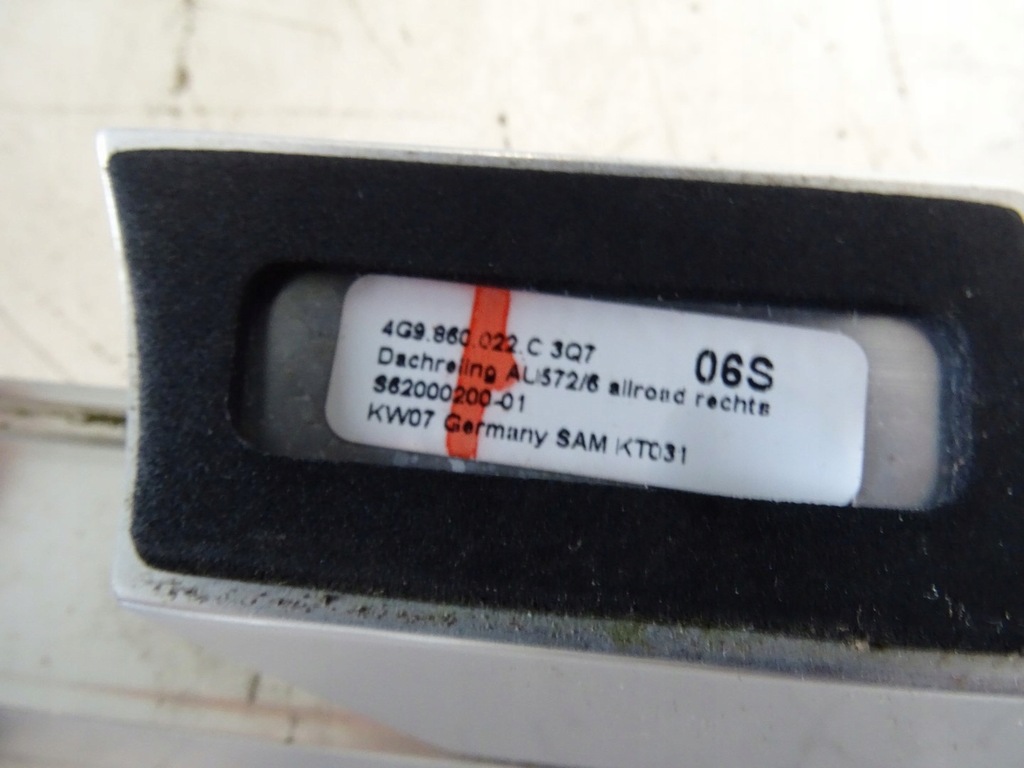 4G9.860.022.C 3Q7
06S
Dachreling AU572/6 allroad rechts
S62000200-01
KW07 Germany SAM KT031